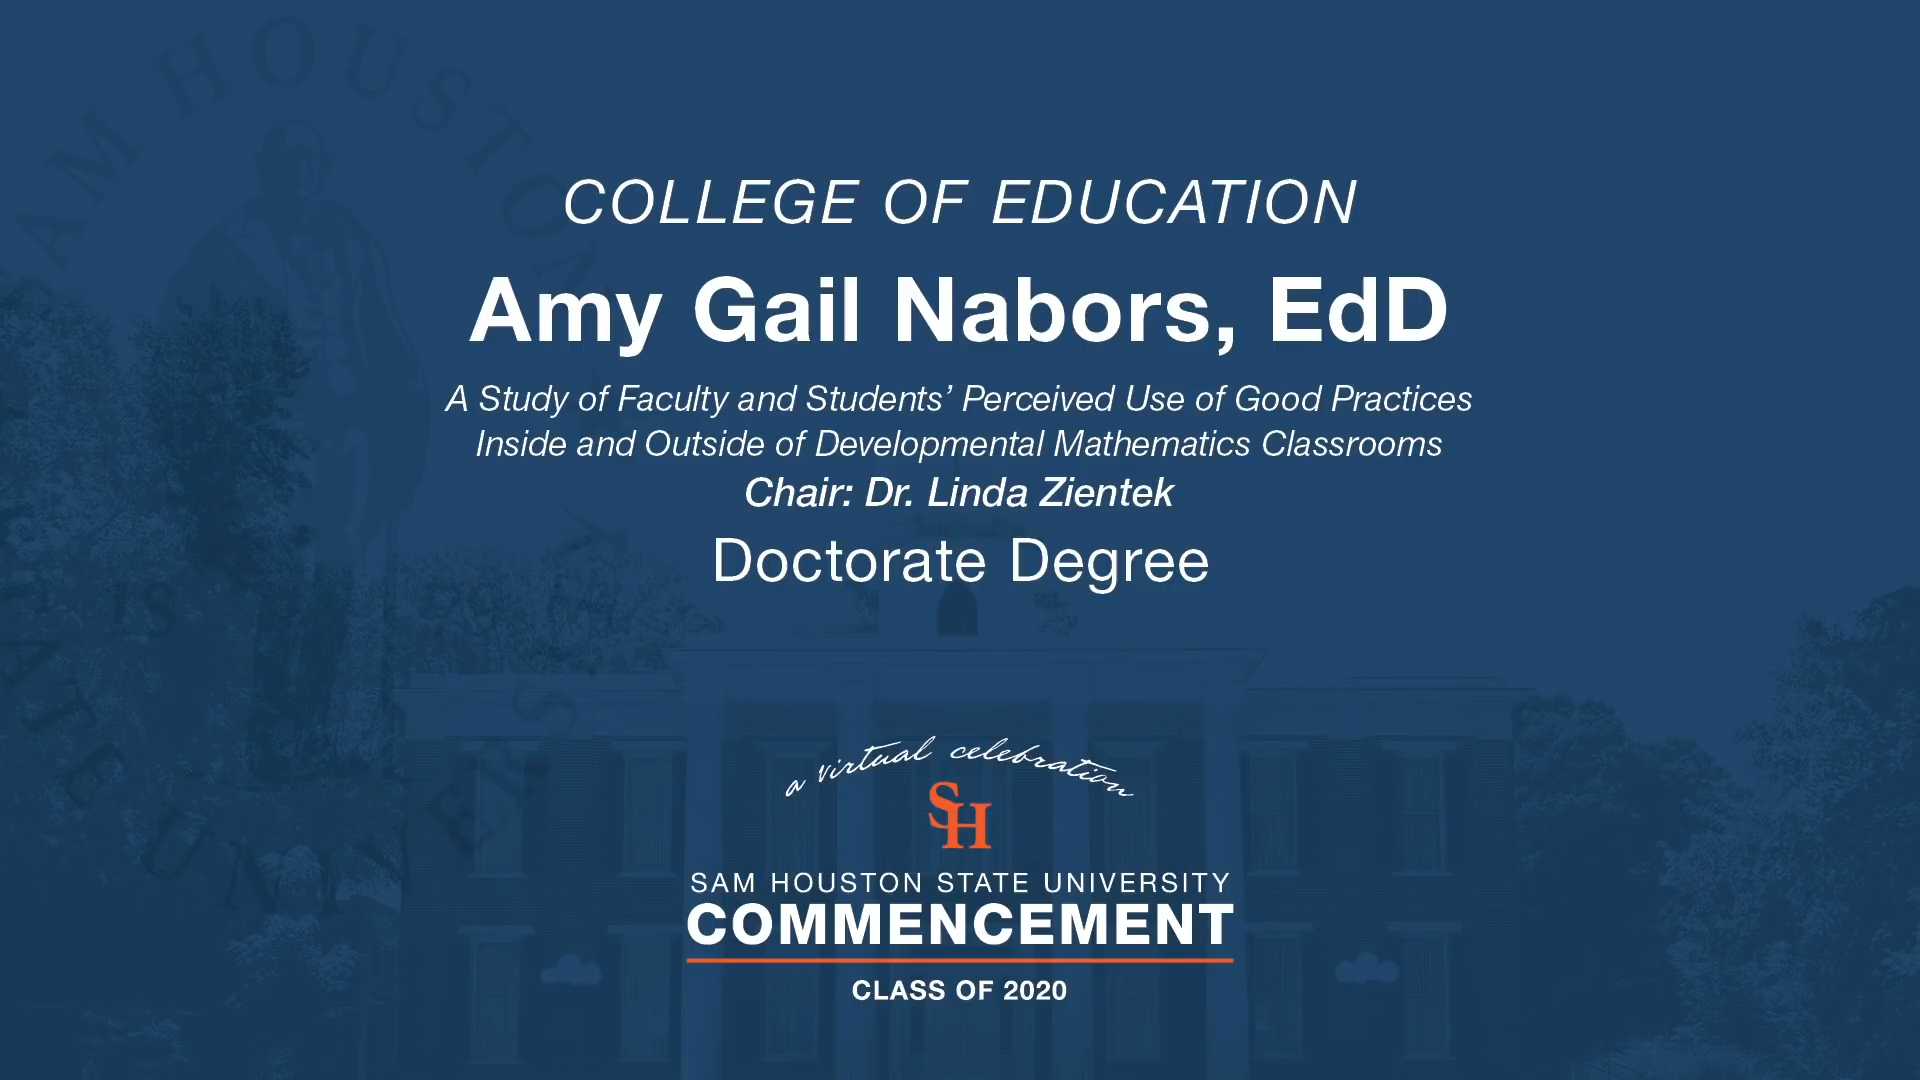 SAM HOUSTON
COLLEGE OF EDUCATION
Amy Gail Nabors, EdD
A Study of Faculty and Students’ Perceived Use of Good Practices
Inside and Outside of Developmental Mathematics Classrooms
Chair: Dr. Linda Zientek
Doctorate Degree
a virtual celebration
SH
SAM HOUSTON STATE UNIVERSITY
COMMENCEMENT
CLASS OF 2020